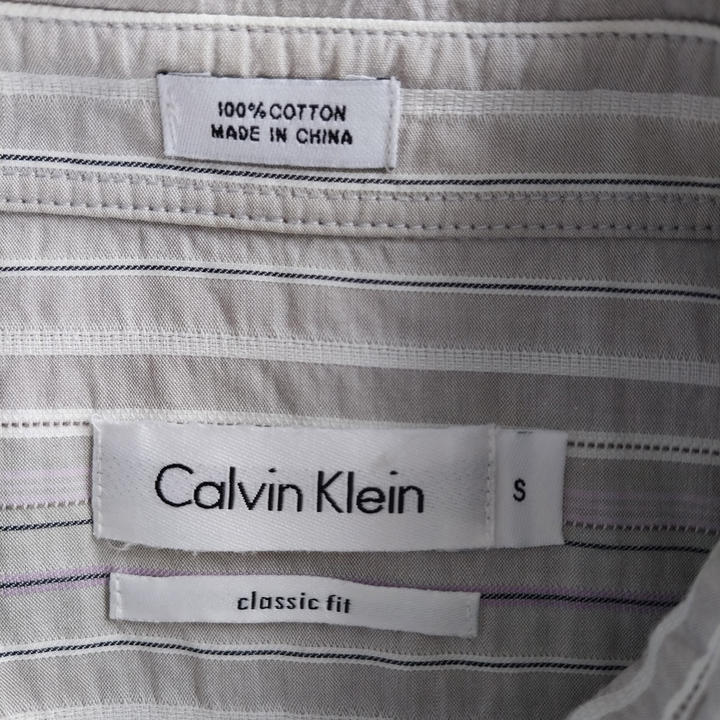 100% COTTON
MADE IN CHINA
Calvin Klein
S
classic fit